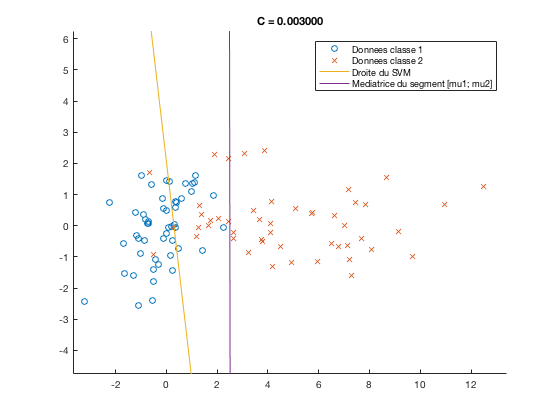 C = 0.003000
Donnees classe 1
Donnees classe 2
Droite du SVM
Mediatrice du segment [mu1; mu2]
6
5
4
3
2
1
0
-1
-2
-3
-4
-2 0 2 4 6 8 10 12